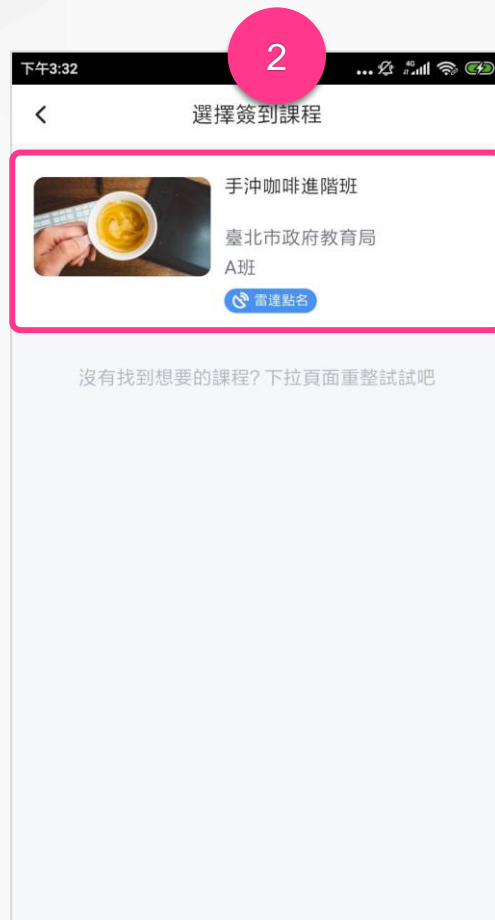 2
下午3:32
4G
選擇簽到課程
手沖咖啡進階班
臺北市政府教育局
A班
雷達點名
沒有找到想要的課程?下拉頁面重整試試吧